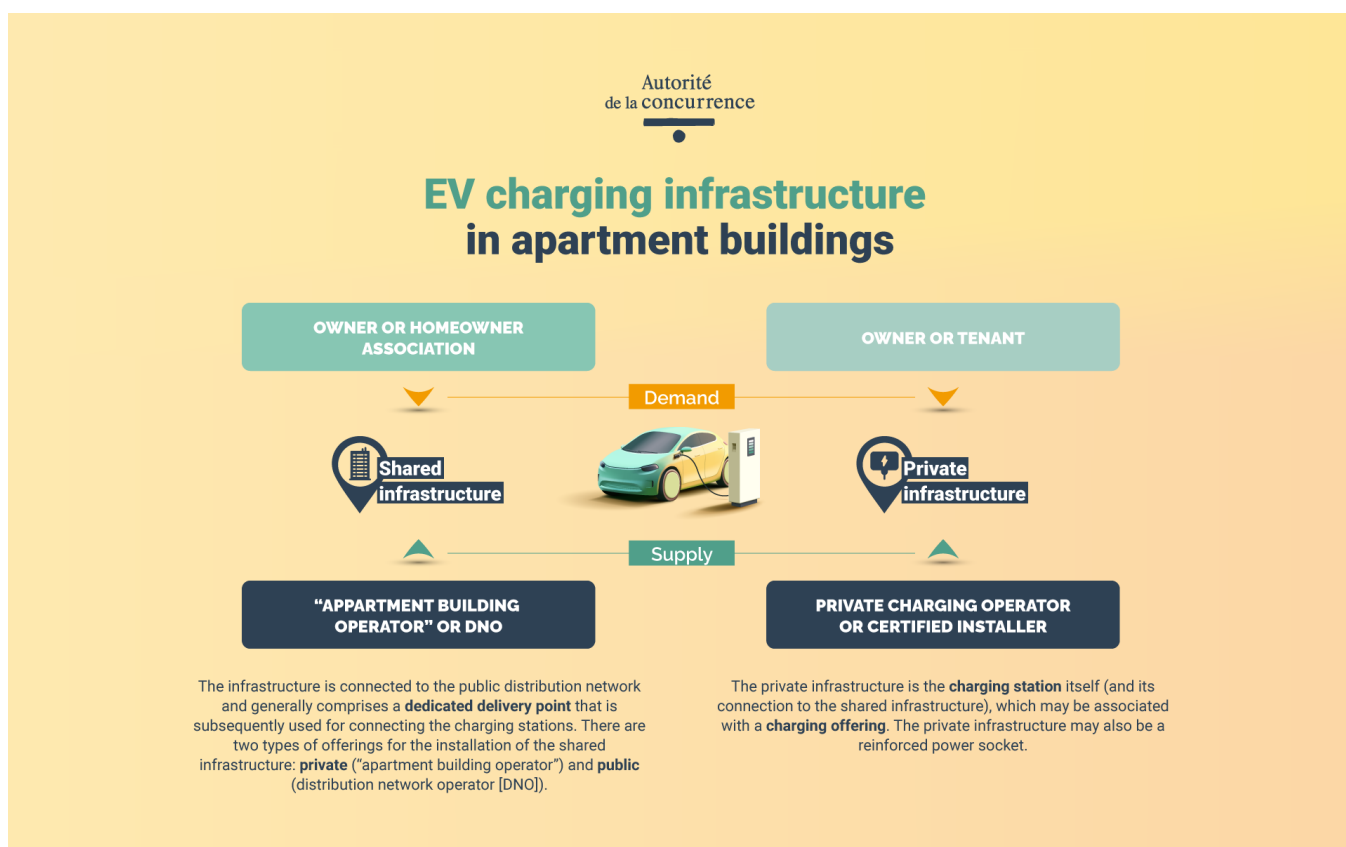 Autorité
de la concurrence
EV charging infrastructure
in apartment buildings
OWNER OR HOMEOWNER
ASSOCIATION
OWNER OR TENANT
Demand
Shared
infrastructure
Private
infrastructure
Supply
“APPARTMENT BUILDING
OPERATOR” OR DNO
PRIVATE CHARGING OPERATOR
OR CERTIFIED INSTALLER
The infrastructure is connected to the public distribution network
and generally comprises a dedicated delivery point that is
subsequently used for connecting the charging stations. There are
two types of offerings for the installation of the shared
infrastructure: private (“apartment building operator”) and public
(distribution network operator [DNO]).
The private infrastructure is the charging station itself (and its
connection to the shared infrastructure), which may be associated
with a charging offering. The private infrastructure may also be a
reinforced power socket.